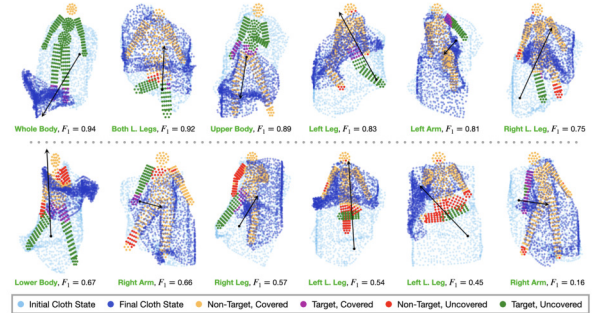 Whole Body, F₁ = 0.94
Both L. Legs, F₁ = 0.92
Upper Body, F₁ = 0.89
Left Leg, F₁ = 0.83
Left Arm, F₁ = 0.81
Right L. Leg, F₁ = 0.75
Lower Body, F₁ = 0.67
Right Arm, F₁ = 0.66
Right Leg, F₁ = 0.57
Left L. Leg, F₁ = 0.54
Left L. Leg, F₁ = 0.45
Right Arm, F₁ = 0.16
Initial Cloth State
Final Cloth State
Non-Target, Covered
Target, Covered
Non-Target, Uncovered
Target, Uncovered